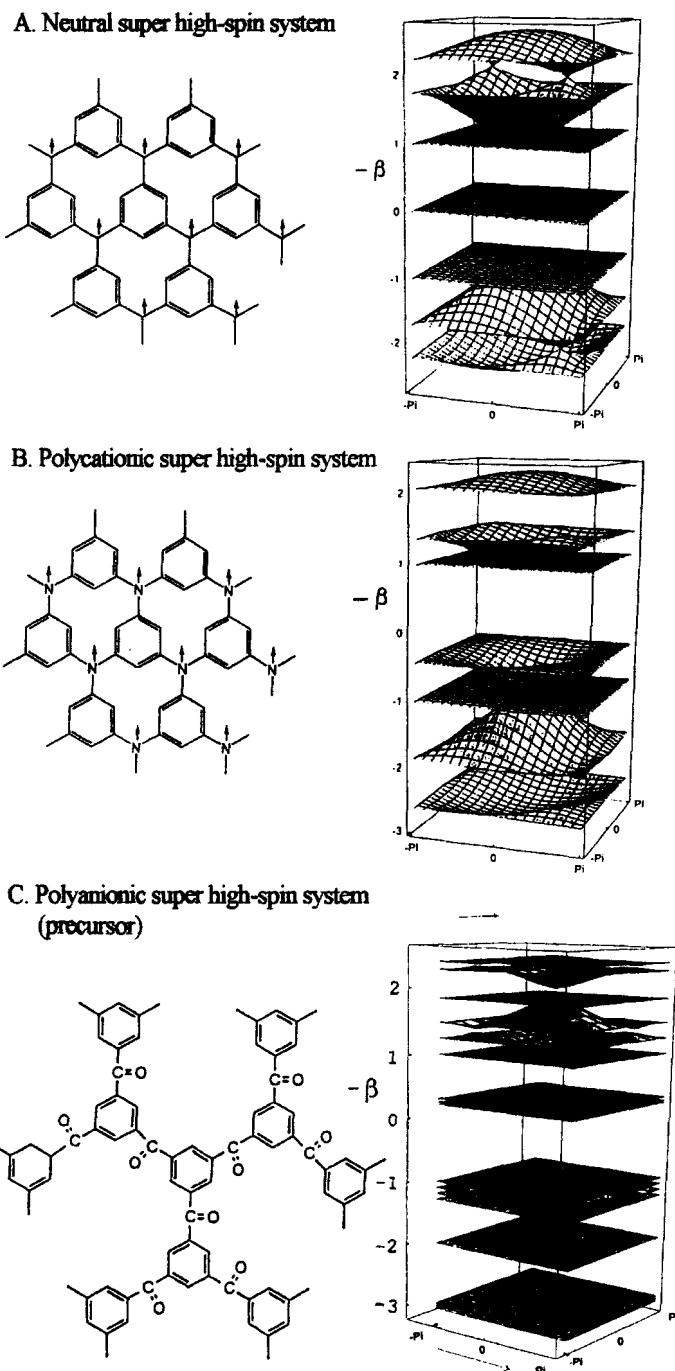 A. Neutral super high-spin system
2
1
− β
0
-1
-2
-Pi
0
Pi
-Pi
0
Pi
B. Polycationic super high-spin system
2
1
− β
0
-1
-2
-3
-Pi
0
Pi
-Pi
0
Pi
N N N
N N N
N N
C. Polyanionic super high-spin system
(precursor)
2
1
− β
0
-1
-2
-3
-Pi
0
Pi
-Pi
0
P
C=O C=O
O O O O
C C C C C C
O O
C=O
O O
C C
O O